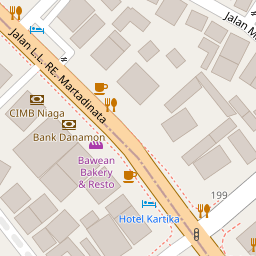 Jalan L.L. RE. Martadinata
Jalan M
CIMB Niaga
Bank Danamon
Bawean
Bakery
& Resto
199
Hotel Kartika